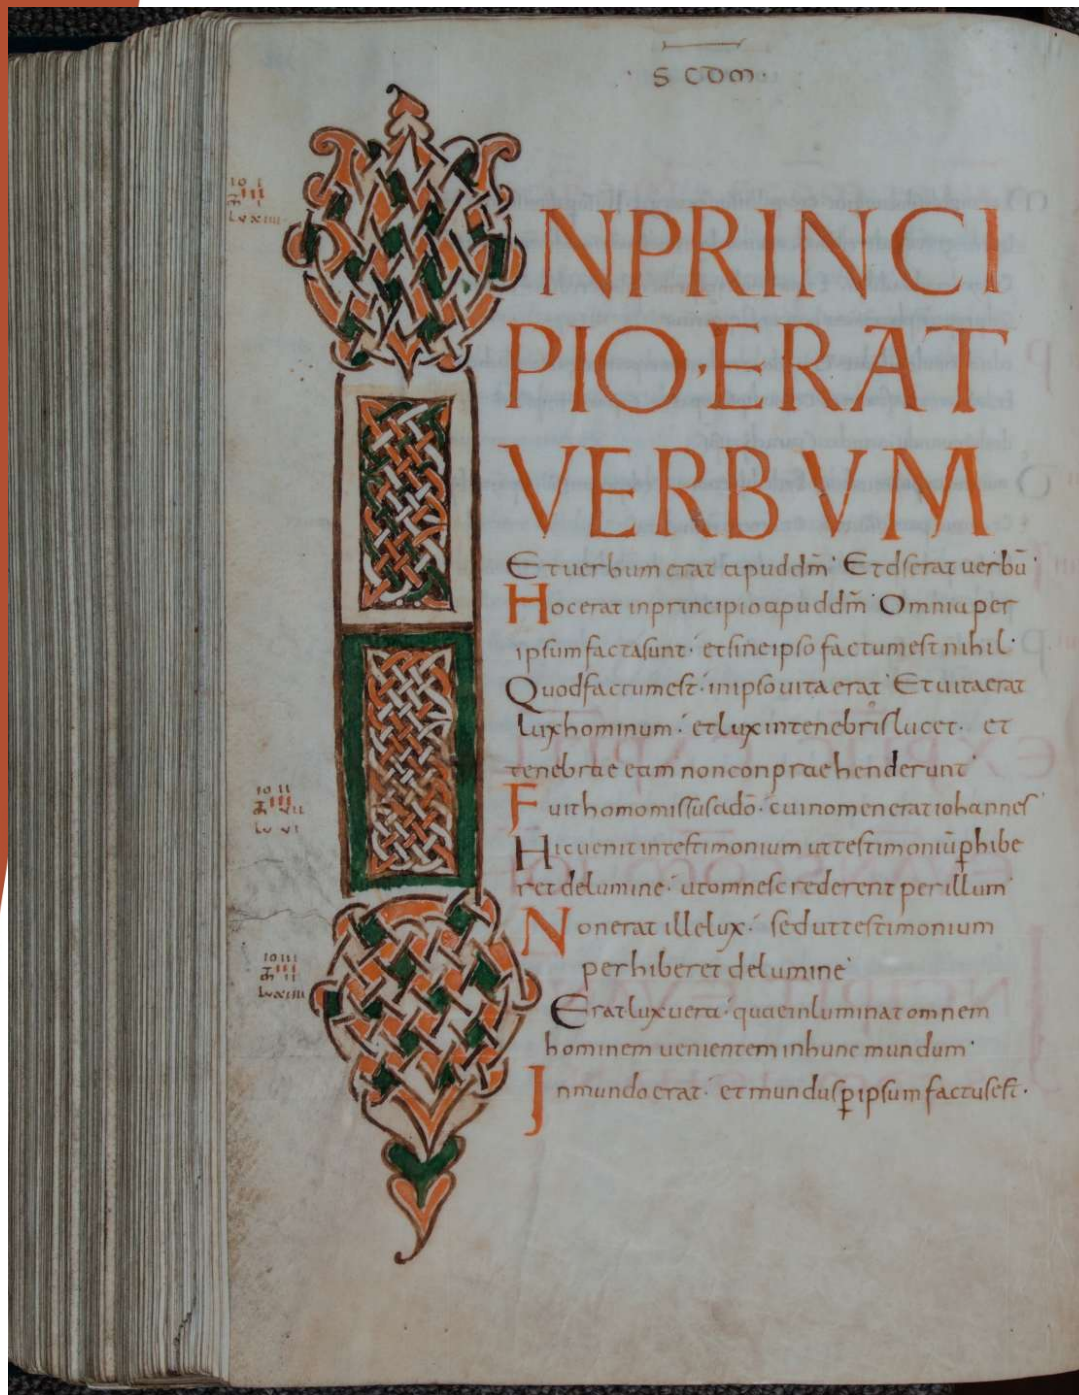 · S CDM ·
NPRINCI
PIO·ERAT
VERBVM
Et uerbum erat apud dm̄· Et ds erat uerbū·
Hoc erat in principio apud dm̄· Omnia per
ipsum facta sunt· et sine ipso factum est nihil·
Quod factum est· in ipso uita erat· Et uita erat
lux hominum· et lux in tenebris lucet· et
tenebrae eam non conpraehenderunt·
Fuit homo missus a dō· cui nomen erat iohannes
Hic uenit in testimonium ut testimoniū ꝑhibe
ret de lumine· ut omnes crederent per illum·
Non erat ille lux· sed ut testimonium
perhiberet de lumine·
Erat lux uera· quae inluminat omnem
hominem uenientem in hunc mundum·
In mundo erat· et mundus ꝑ ipsum factus est·